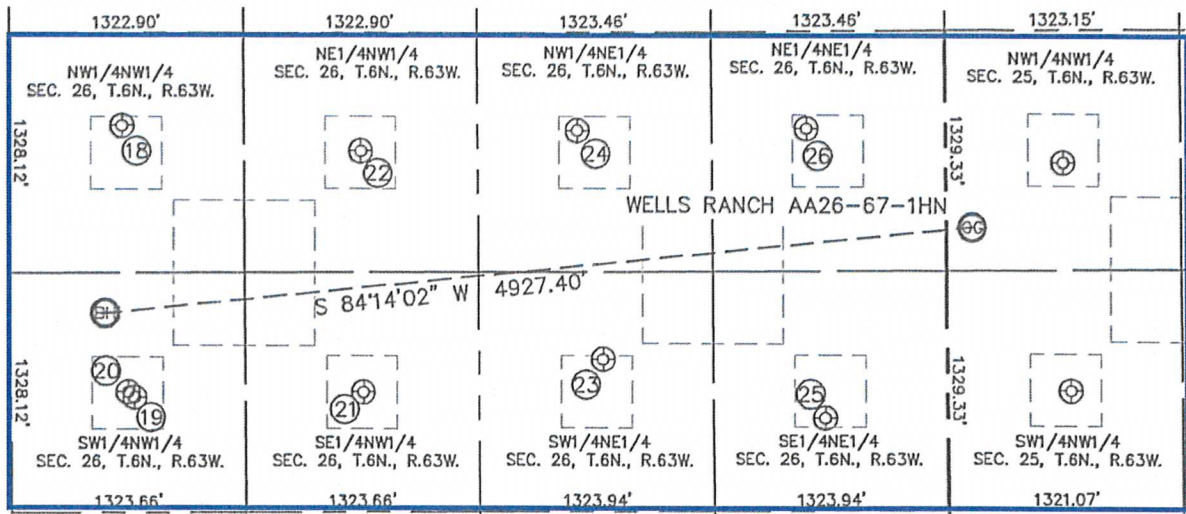 1322.90' 1322.90' 1323.46' 1323.46' 1323.15'
NW1/4NW1/4
SEC. 26, T.6N., R.63W.
NE1/4NW1/4
SEC. 26, T.6N., R.63W.
NW1/4NE1/4
SEC. 26, T.6N., R.63W.
NE1/4NE1/4
SEC. 26, T.6N., R.63W.
NW1/4NW1/4
SEC. 25, T.6N., R.63W.
1328.12'
18
22
24
26
1329.33'
WELLS RANCH AA26-67-1HN
S 84°14'02" W 4927.40'
BH
1328.12'
20
19
21
23
25
1329.33'
SW1/4NW1/4
SEC. 26, T.6N., R.63W.
SE1/4NW1/4
SEC. 26, T.6N., R.63W.
SW1/4NE1/4
SEC. 26, T.6N., R.63W.
SE1/4NE1/4
SEC. 26, T.6N., R.63W.
SW1/4NW1/4
SEC. 25, T.6N., R.63W.
1323.66' 1323.66' 1323.94' 1323.94' 1321.07'